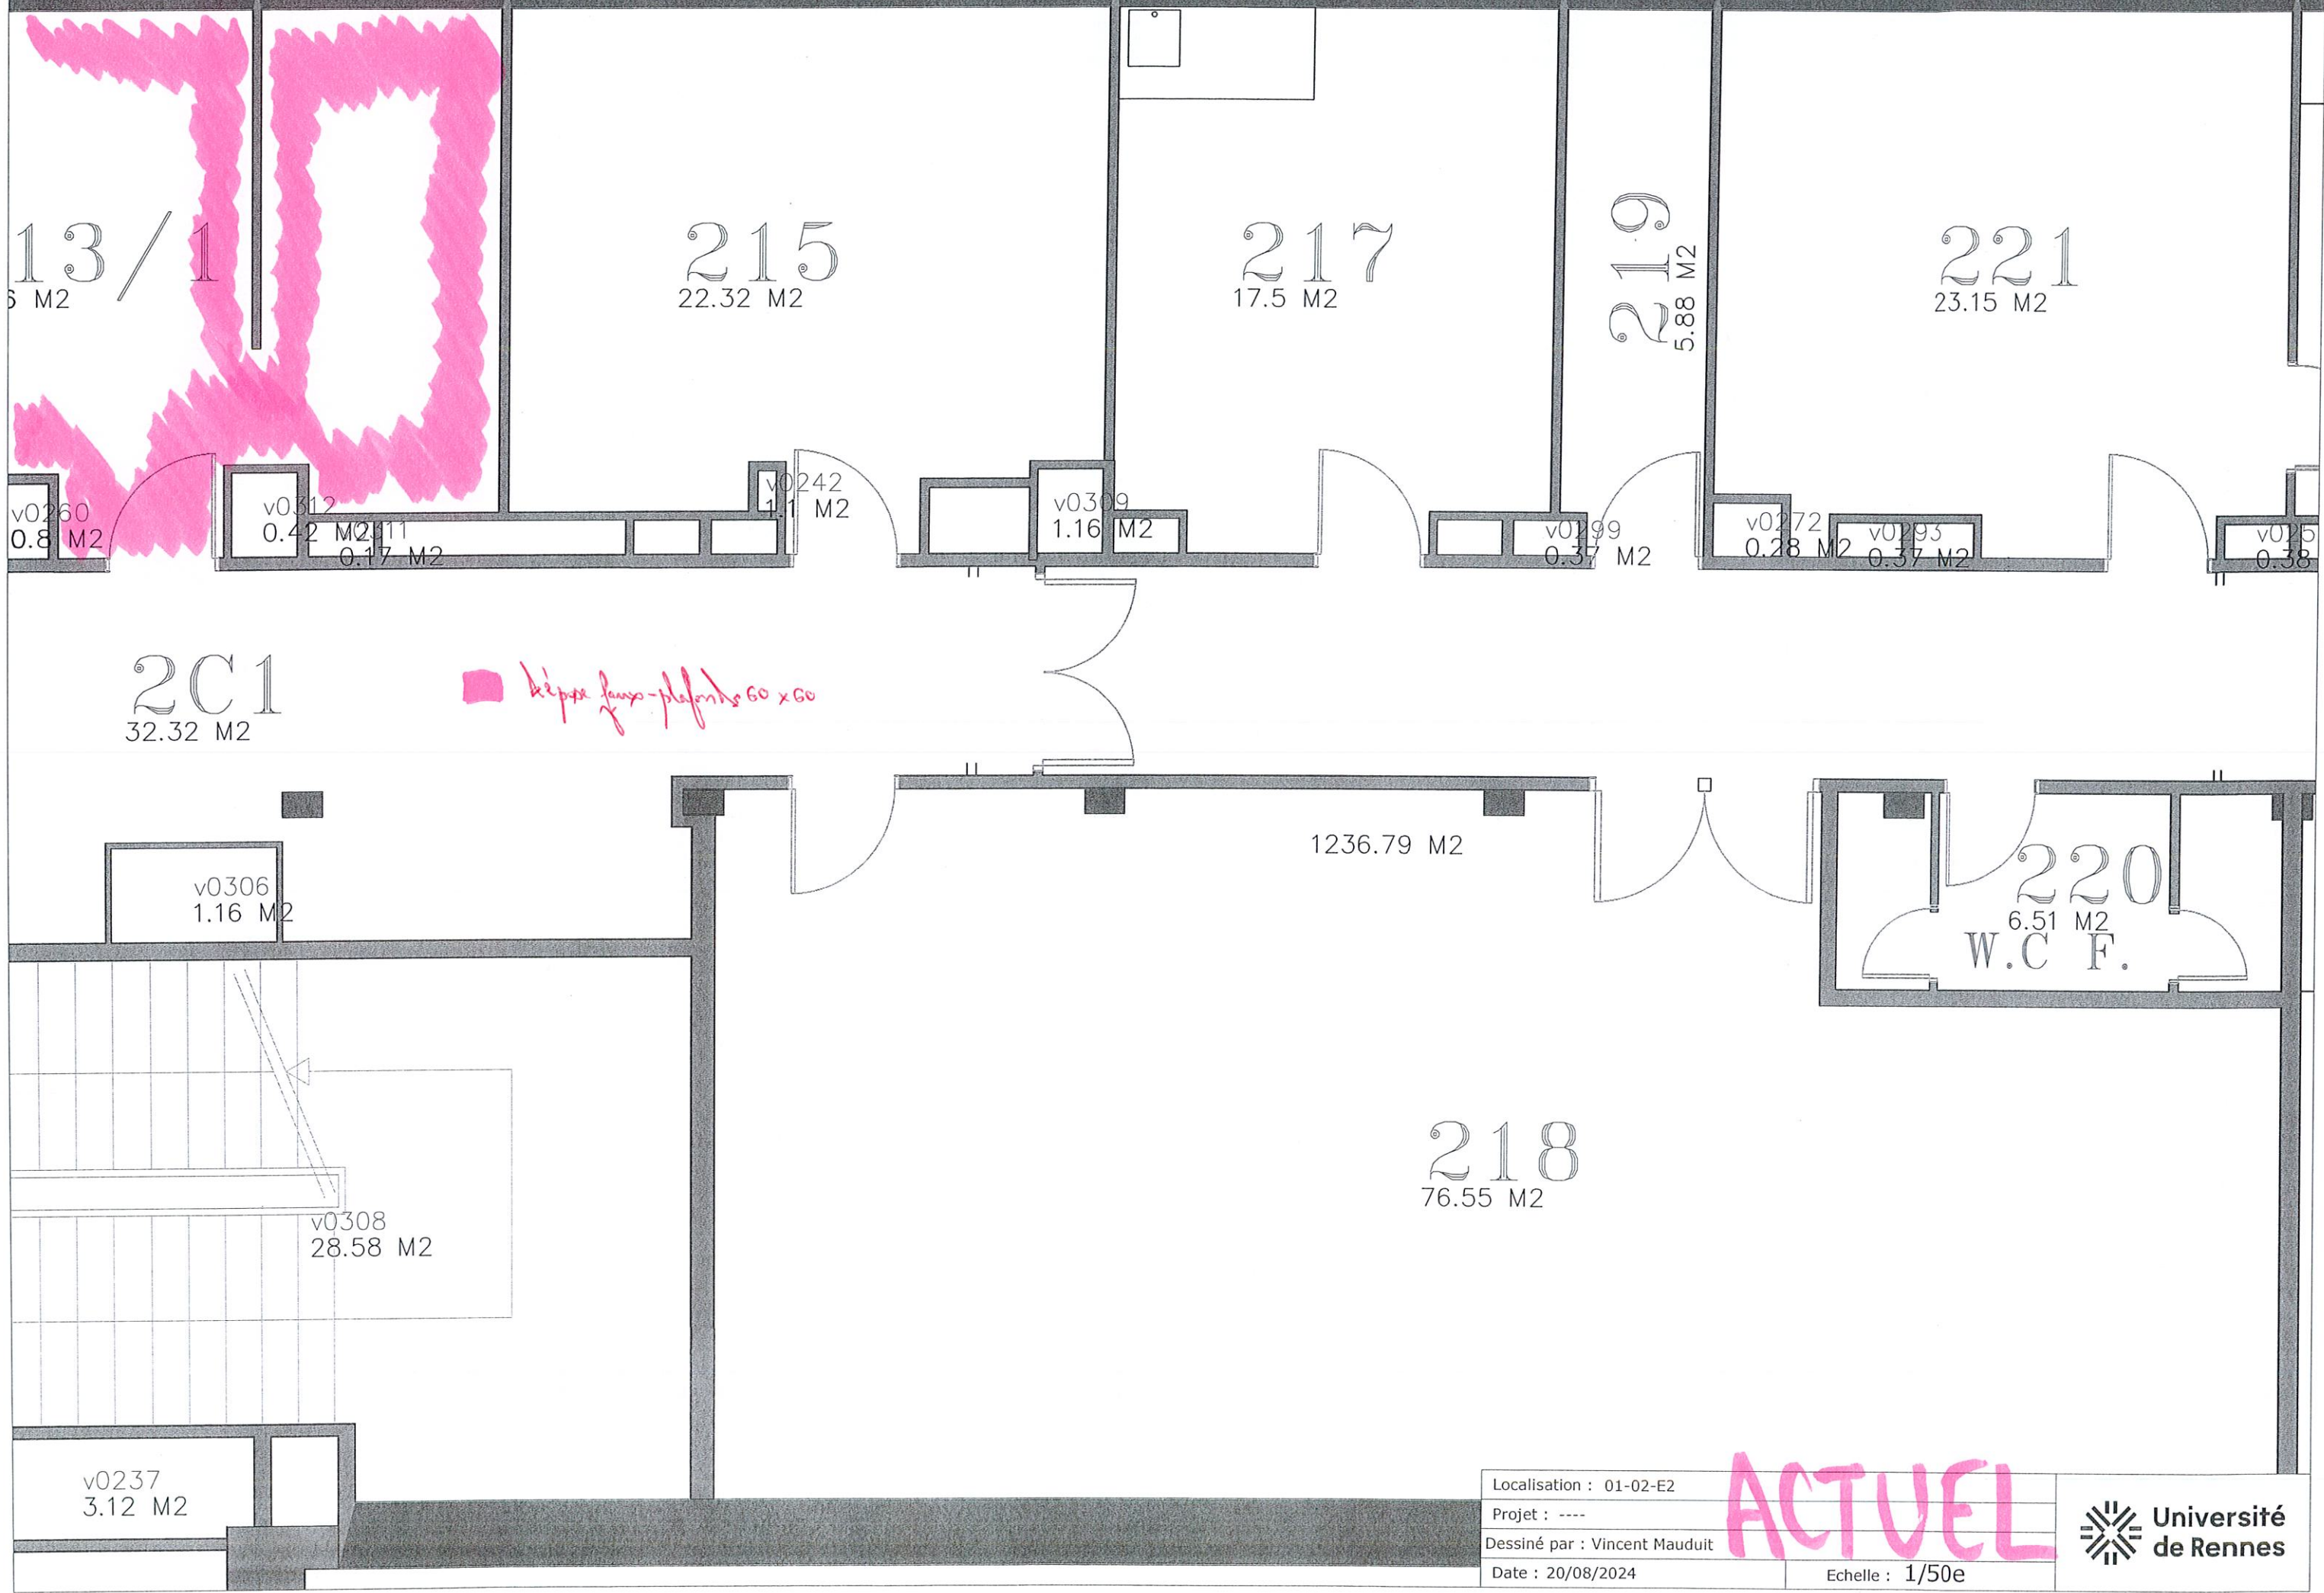 13/1
6 M2
215
22.32 M2
217
17.5 M2
219
5.88 M2
221
23.15 M2
v0260
0.8 M2
v0312
0.42 M2
0.17 M2
v0242
1.1 M2
v0309
1.16 M2
v0299
0.37 M2
v0272
0.28 M2
v0293
0.37 M2
v025
0.38
2C1
32.32 M2
Dépose faux-plafonds 60 x 60
1236.79 M2
v0306
1.16 M2
220
6.51 M2
W.C F.
218
76.55 M2
v0308
28.58 M2
v0237
3.12 M2
Localisation : 01-02-E2
Projet : ----
Dessiné par : Vincent Mauduit
Date : 20/08/2024
Echelle : 1/50e
ACTUEL
Université
de Rennes